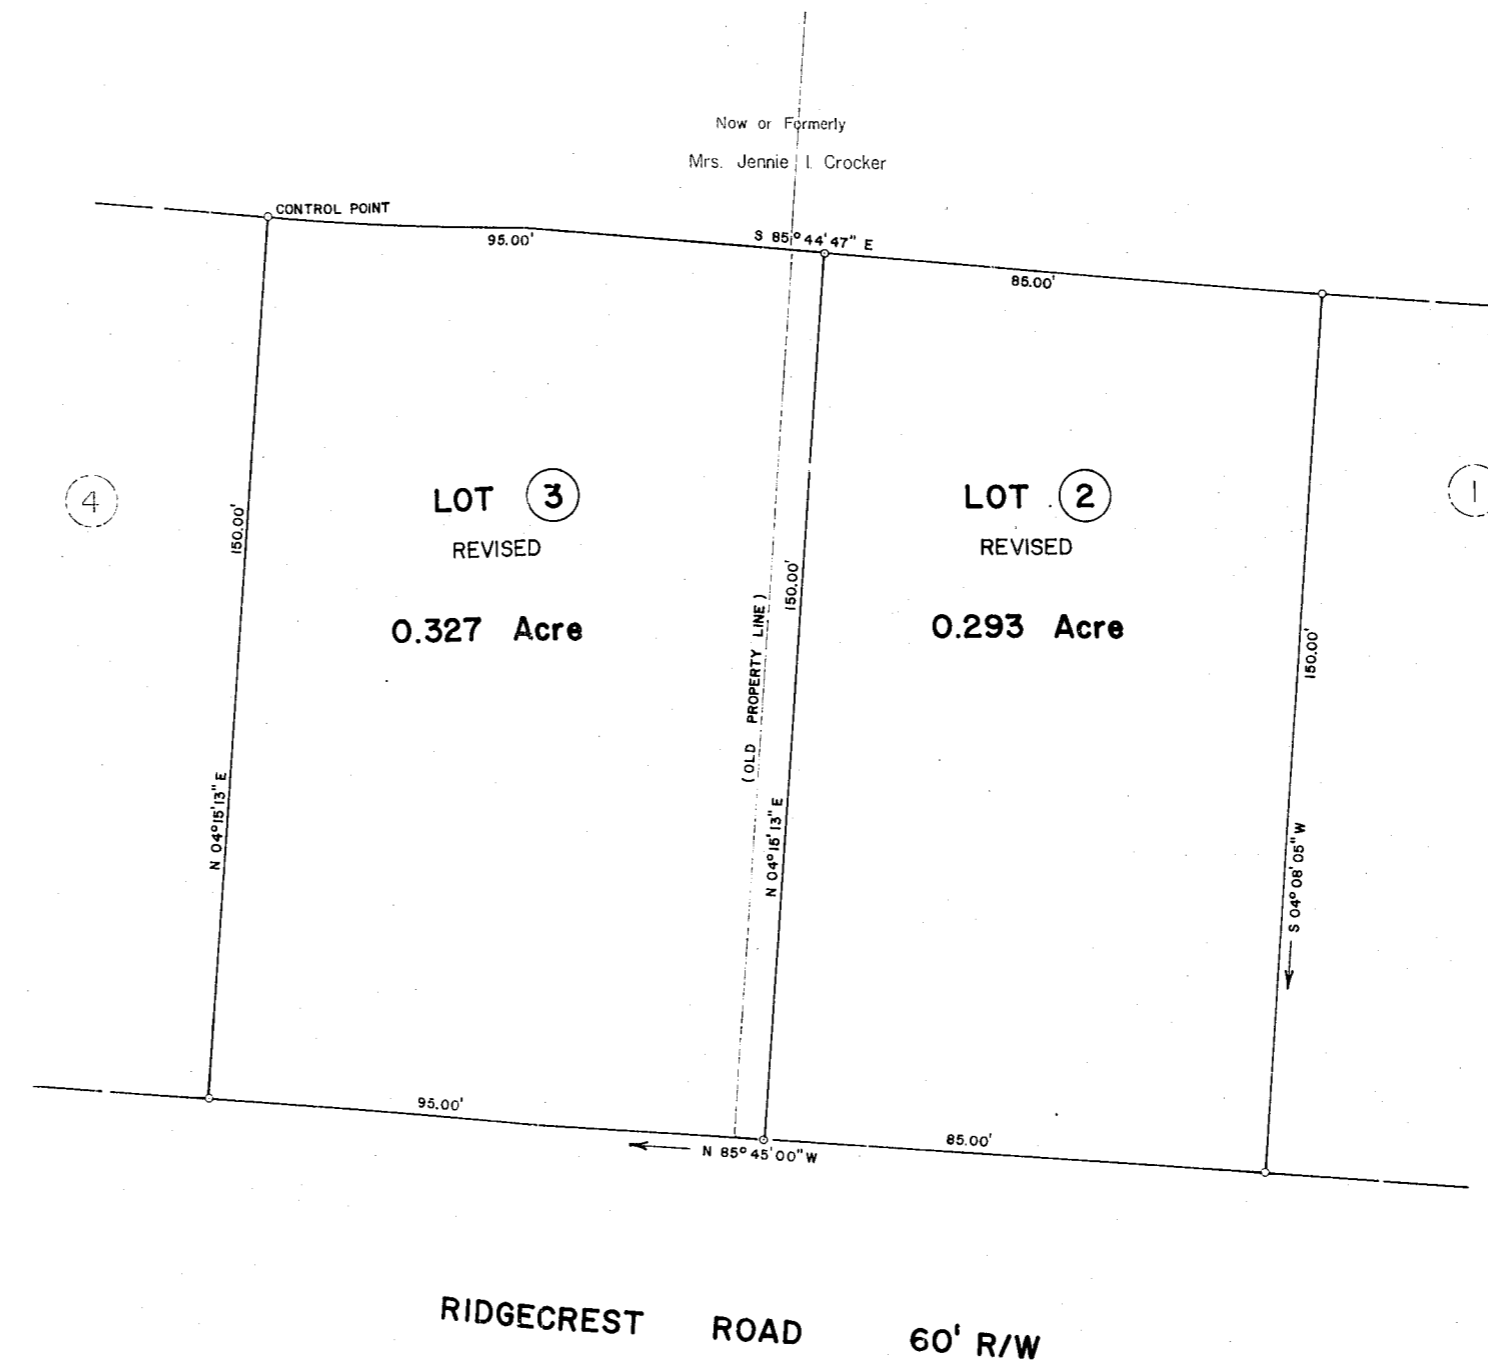 Now or Formerly
Mrs. Jennie I. Crocker
CONTROL POINT
95.00'
S 85° 44' 47" E
85.00'
4
LOT 3
REVISED
0.327 Acre
LOT 2
REVISED
0.293 Acre
1
150.00'
N 04° 15' 13" E
(OLD PROPERTY LINE)
150.00'
N 04° 15' 13" E
150.00'
S 04° 08' 05" W
95.00'
N 85° 45' 00" W
85.00'
RIDGECREST ROAD 60' R/W